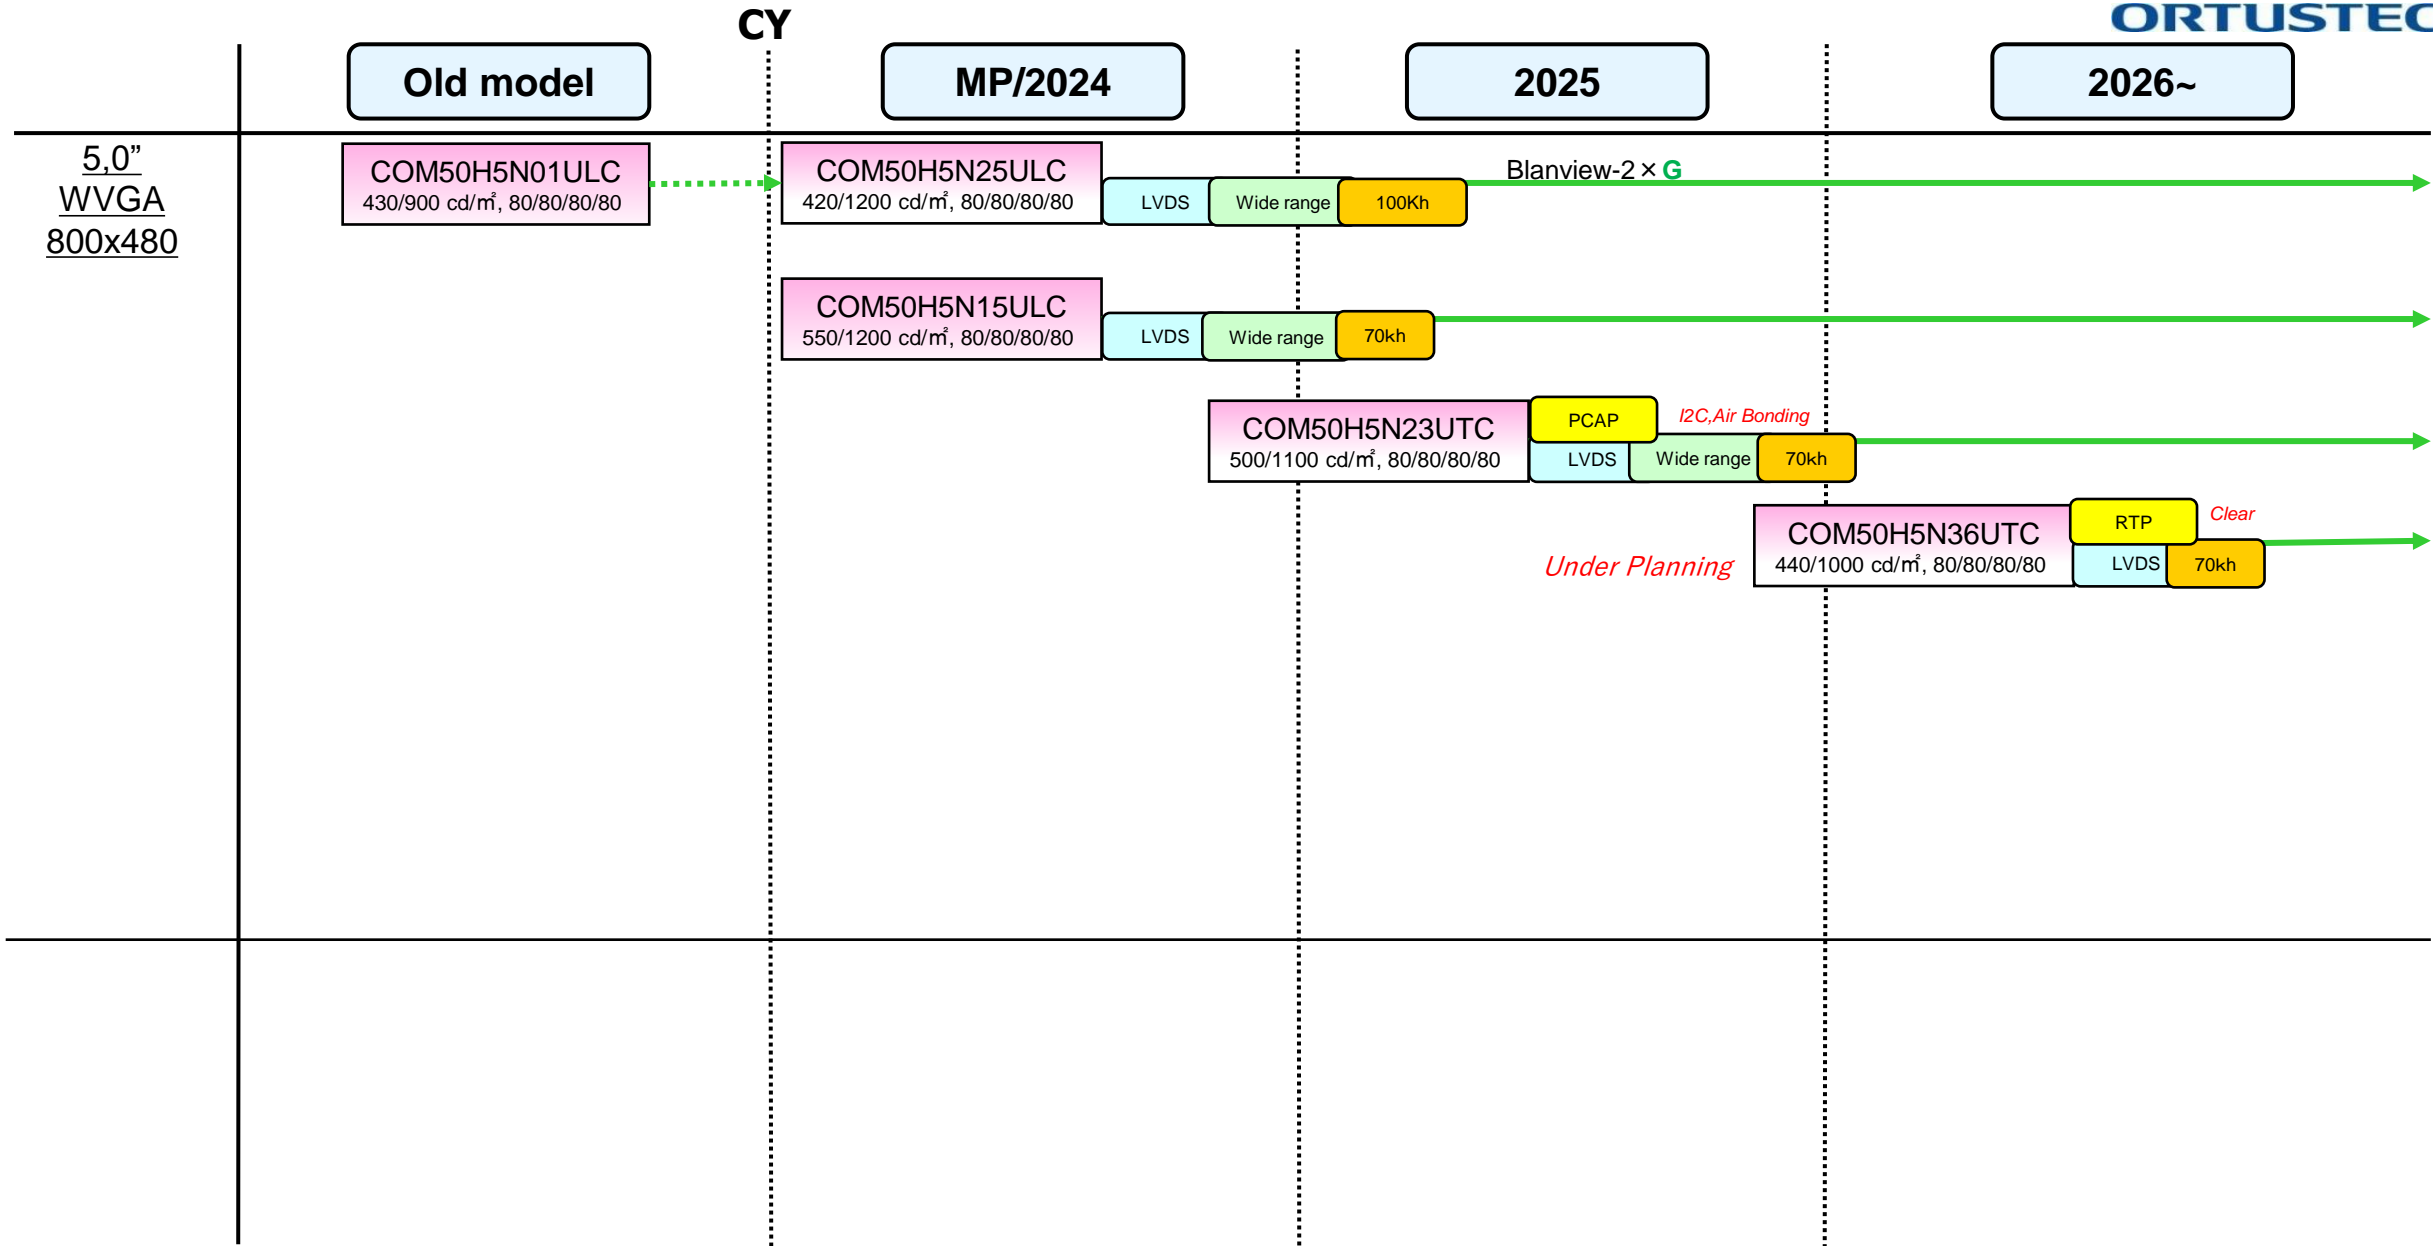 CY
ORTUSTEC
Old model
MP/2024
2025
2026~
5,0”
WVGA
800x480
COM50H5N01ULC
430/900 cd/㎡, 80/80/80/80
COM50H5N25ULC
420/1200 cd/㎡, 80/80/80/80
LVDS
Wide range
100Kh
Blanview-2×G
COM50H5N15ULC
550/1200 cd/㎡, 80/80/80/80
LVDS
Wide range
70kh
COM50H5N23UTC
500/1100 cd/㎡, 80/80/80/80
PCAP
I2C,Air Bonding
LVDS
Wide range
70kh
Under Planning
COM50H5N36UTC
440/1000 cd/㎡, 80/80/80/80
RTP
Clear
LVDS
70kh